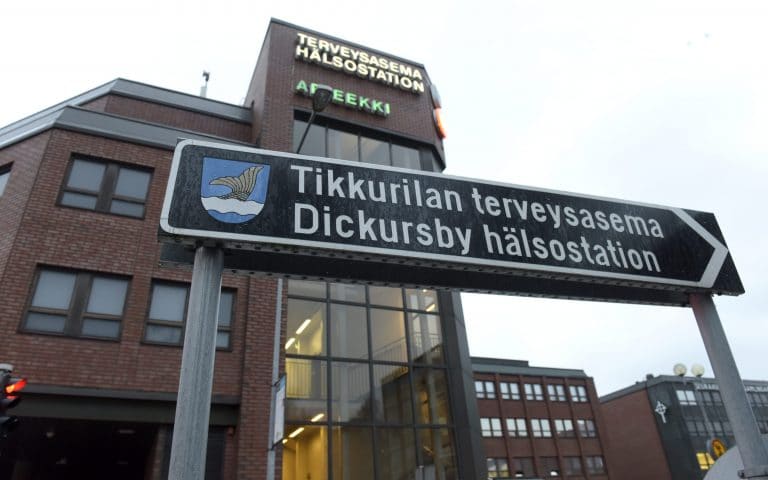 TERVEYSASEMA
HÄLSOSTATION
APTEEKKI
Tikkurilan terveysasema
Dickursby hälsostation